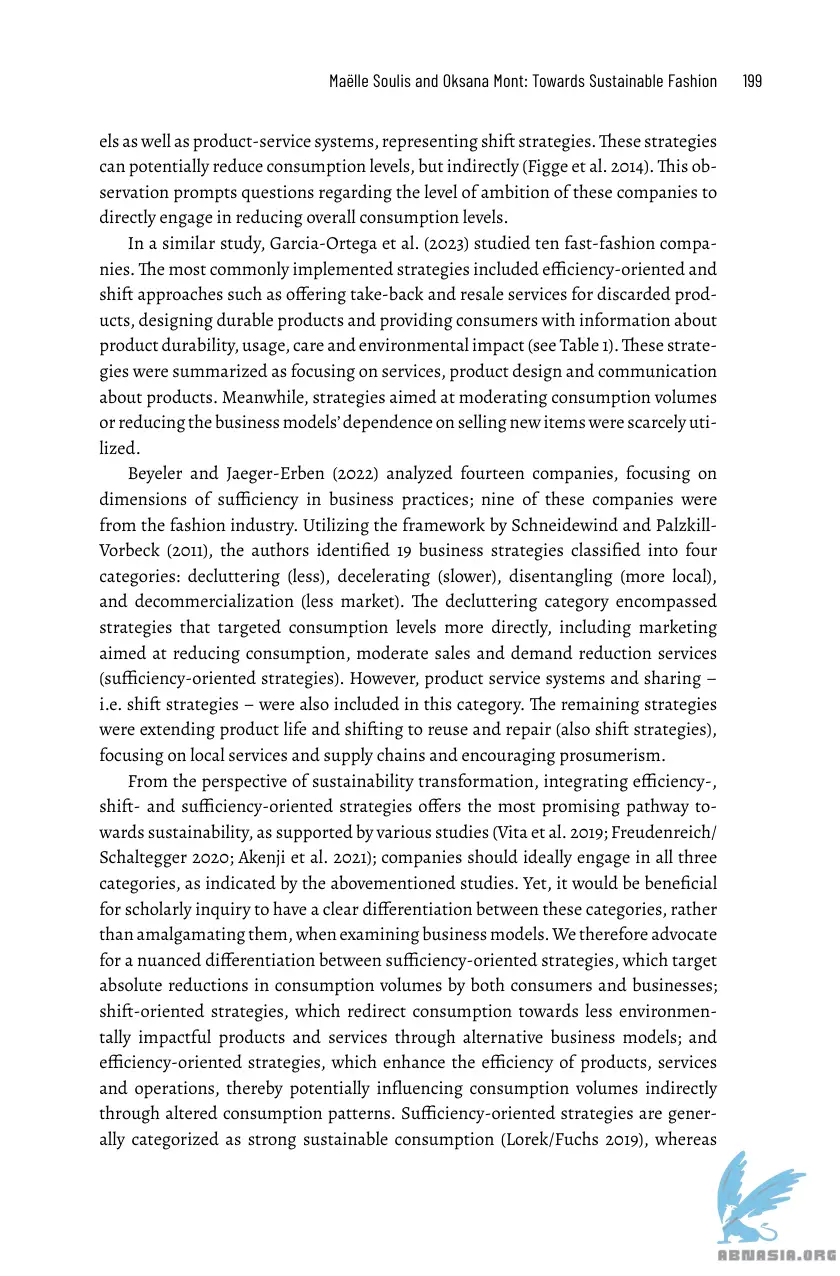 Maëlle Soulis and Oksana Mont: Towards Sustainable Fashion 199
els as well as product-service systems, representing shift strategies. These strategies
can potentially reduce consumption levels, but indirectly (Figge et al. 2014). This ob-
servation prompts questions regarding the level of ambition of these companies to
directly engage in reducing overall consumption levels.
In a similar study, Garcia-Ortega et al. (2023) studied ten fast-fashion compa-
nies. The most commonly implemented strategies included efficiency-oriented and
shift approaches such as offering take-back and resale services for discarded prod-
ucts, designing durable products and providing consumers with information about
product durability, usage, care and environmental impact (see Table 1). These strate-
gies were summarized as focusing on services, product design and communication
about products. Meanwhile, strategies aimed at moderating consumption volumes
or reducing the business models’ dependence on selling new items were scarcely uti-
lized.
Beyeler and Jaeger-Erben (2022) analyzed fourteen companies, focusing on
dimensions of sufficiency in business practices; nine of these companies were
from the fashion industry. Utilizing the framework by Schneidewind and Palzkill-
Vorbeck (2011), the authors identified 19 business strategies classified into four
categories: decluttering (less), decelerating (slower), disentangling (more local),
and decommercialization (less market). The decluttering category encompassed
strategies that targeted consumption levels more directly, including marketing
aimed at reducing consumption, moderate sales and demand reduction services
(sufficiency-oriented strategies). However, product service systems and sharing –
i.e. shift strategies – were also included in this category. The remaining strategies
were extending product life and shifting to reuse and repair (also shift strategies),
focusing on local services and supply chains and encouraging prosumerism.
From the perspective of sustainability transformation, integrating efficiency-,
shift- and sufficiency-oriented strategies offers the most promising pathway to-
wards sustainability, as supported by various studies (Vita et al. 2019; Freudenreich/
Schaltegger 2020; Akenji et al. 2021); companies should ideally engage in all three
categories, as indicated by the abovementioned studies. Yet, it would be beneficial
for scholarly inquiry to have a clear differentiation between these categories, rather
than amalgamating them, when examining business models. We therefore advocate
for a nuanced differentiation between sufficiency-oriented strategies, which target
absolute reductions in consumption volumes by both consumers and businesses;
shift-oriented strategies, which redirect consumption towards less environmen-
tally impactful products and services through alternative business models; and
efficiency-oriented strategies, which enhance the efficiency of products, services
and operations, thereby potentially influencing consumption volumes indirectly
through altered consumption patterns. Sufficiency-oriented strategies are gener-
ally categorized as strong sustainable consumption (Lorek/Fuchs 2019), whereas
ABNASIA.ORG